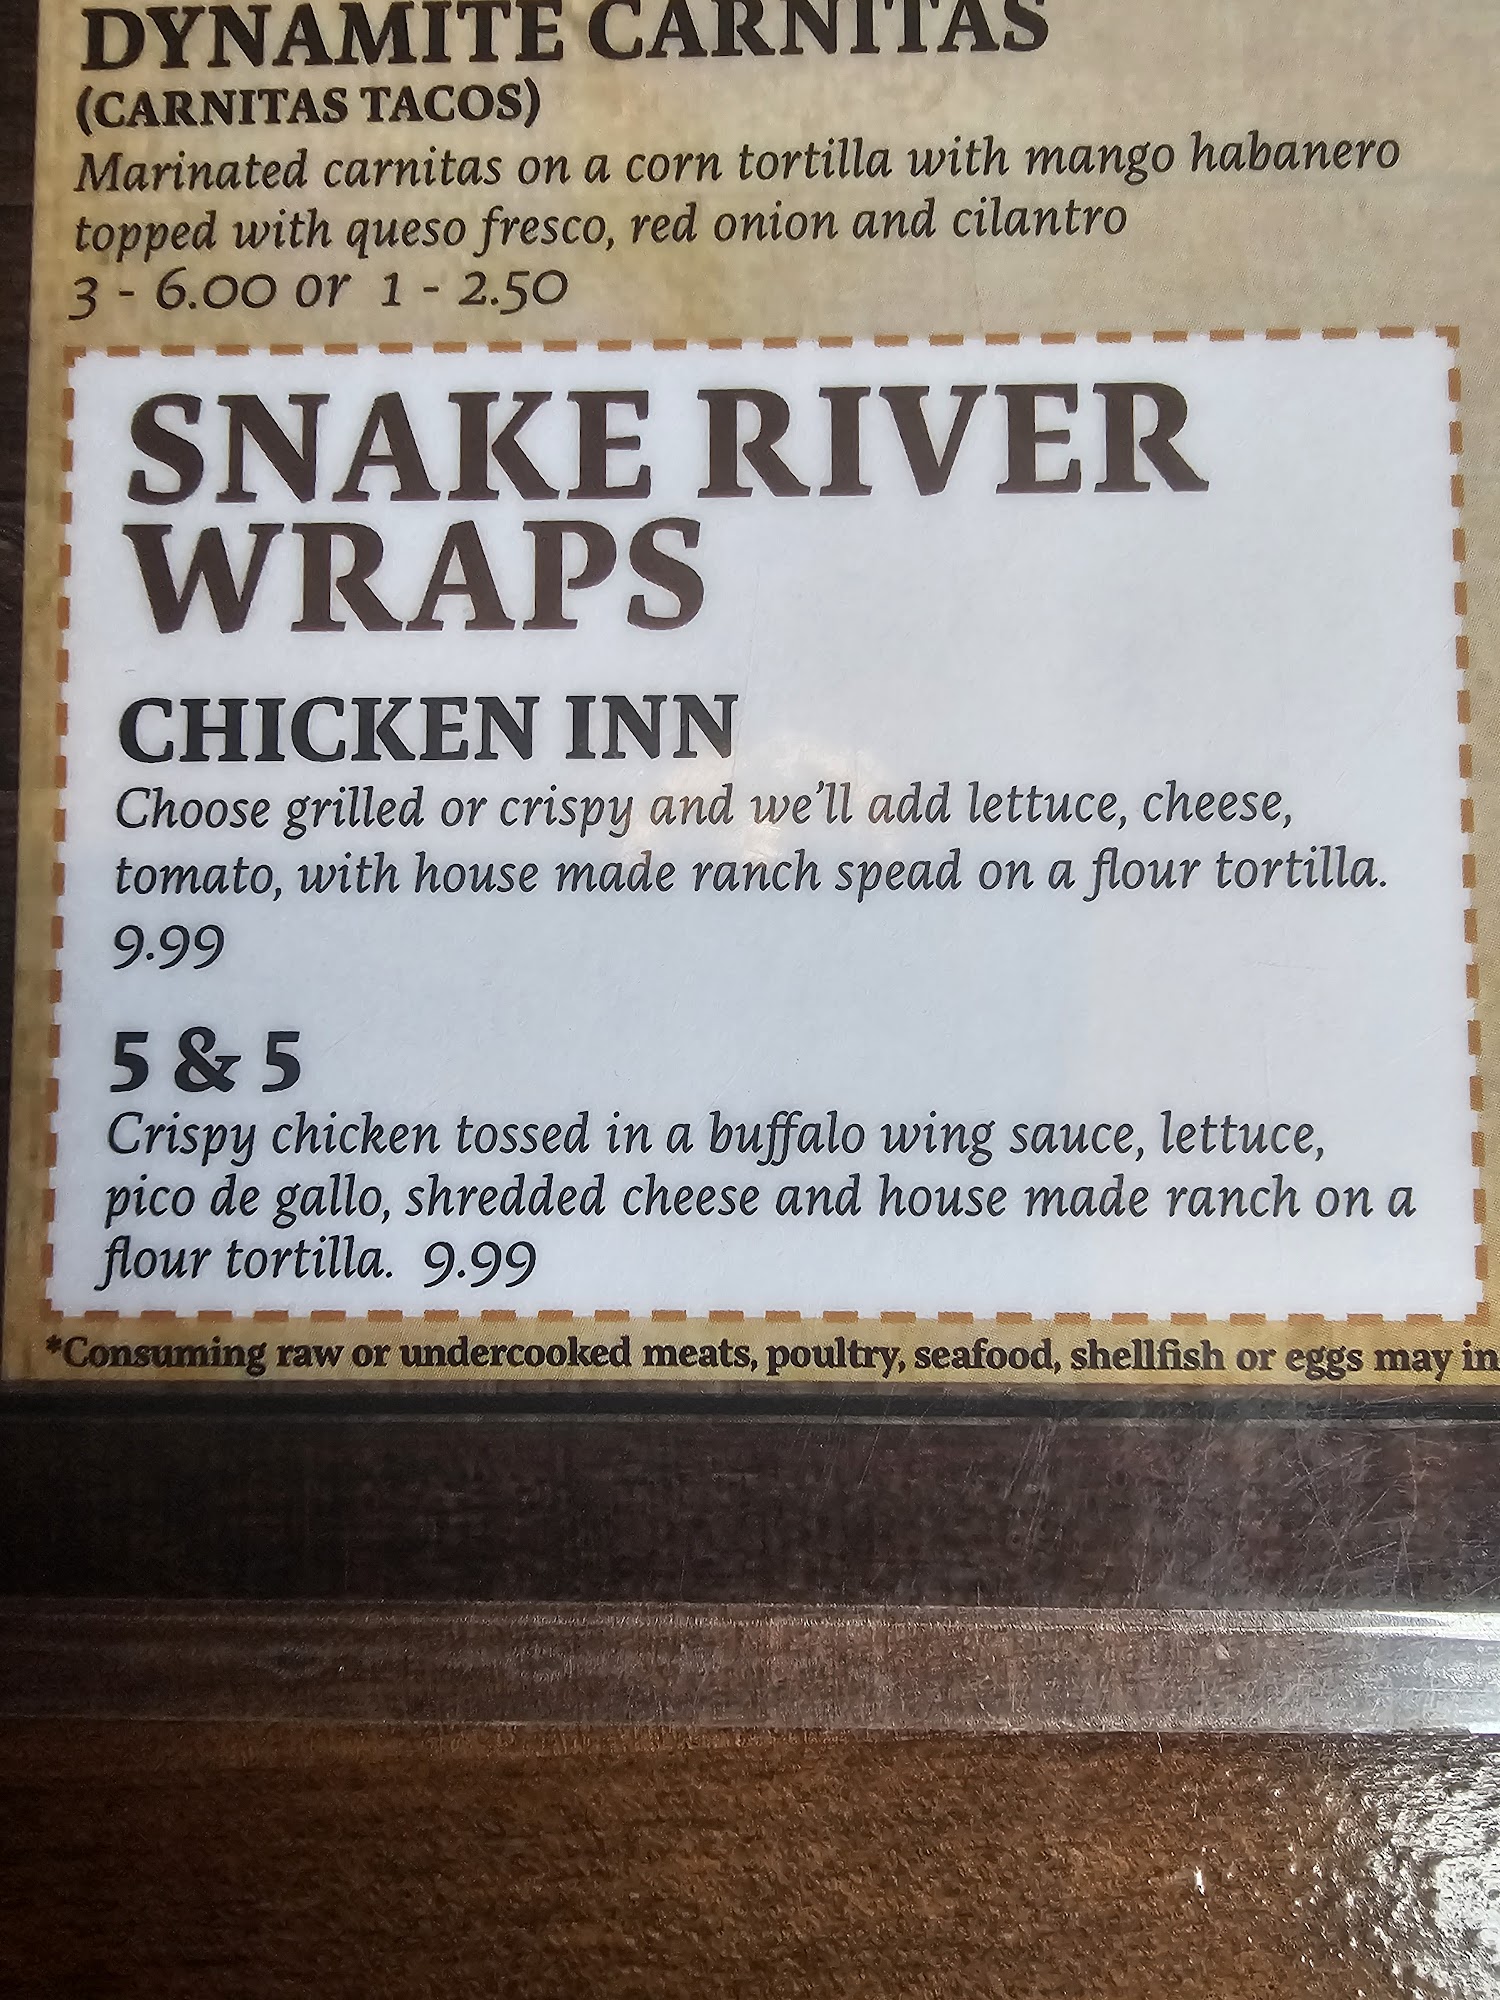 DYNAMITE CARNITAS
(CARNITAS TACOS)
Marinated carnitas on a corn tortilla with mango habanero
topped with queso fresco, red onion and cilantro
3 - 6.00 or 1 - 2.50
SNAKE RIVER
WRAPS
CHICKEN INN
Choose grilled or crispy and we'll add lettuce, cheese,
tomato, with house made ranch spead on a flour tortilla.
9.99
5 & 5
Crispy chicken tossed in a buffalo wing sauce, lettuce,
pico de gallo, shredded cheese and house made ranch on a
flour tortilla. 9.99
*Consuming raw or undercooked meats, poultry, seafood, shellfish or eggs may in